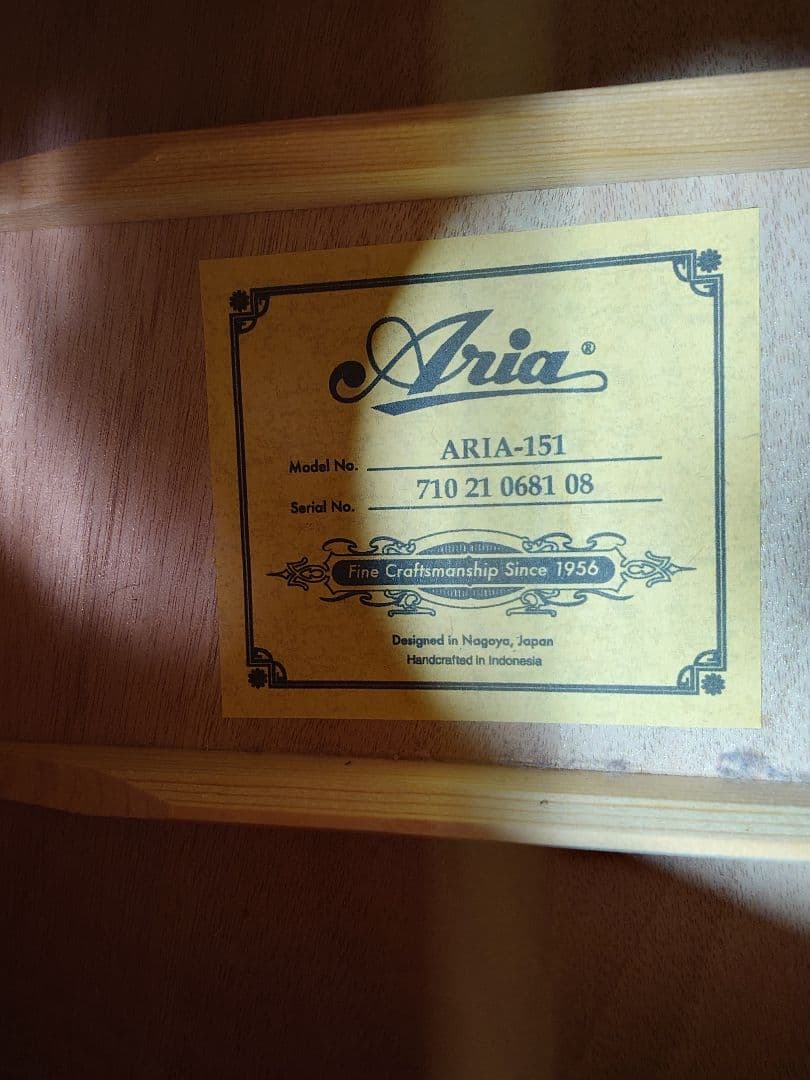 Aria®
Model No. ARIA-151
Serial No. 710 21 0681 08
Fine Craftsmanship Since 1956
Designed in Nagoya, Japan
Handcrafted in Indonesia